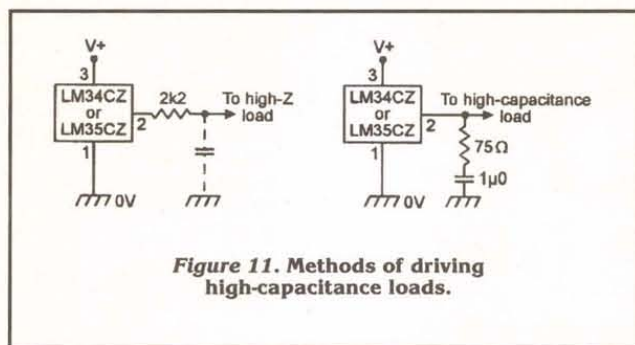 V+
3
LM34CZ
or
LM35CZ
2
1
2k2
To high-Z
load
0V
V+
3
LM34CZ
or
LM35CZ
2
1
To high-capacitance
load
75Ω
1µ0
0V
Figure 11. Methods of driving
high-capacitance loads.